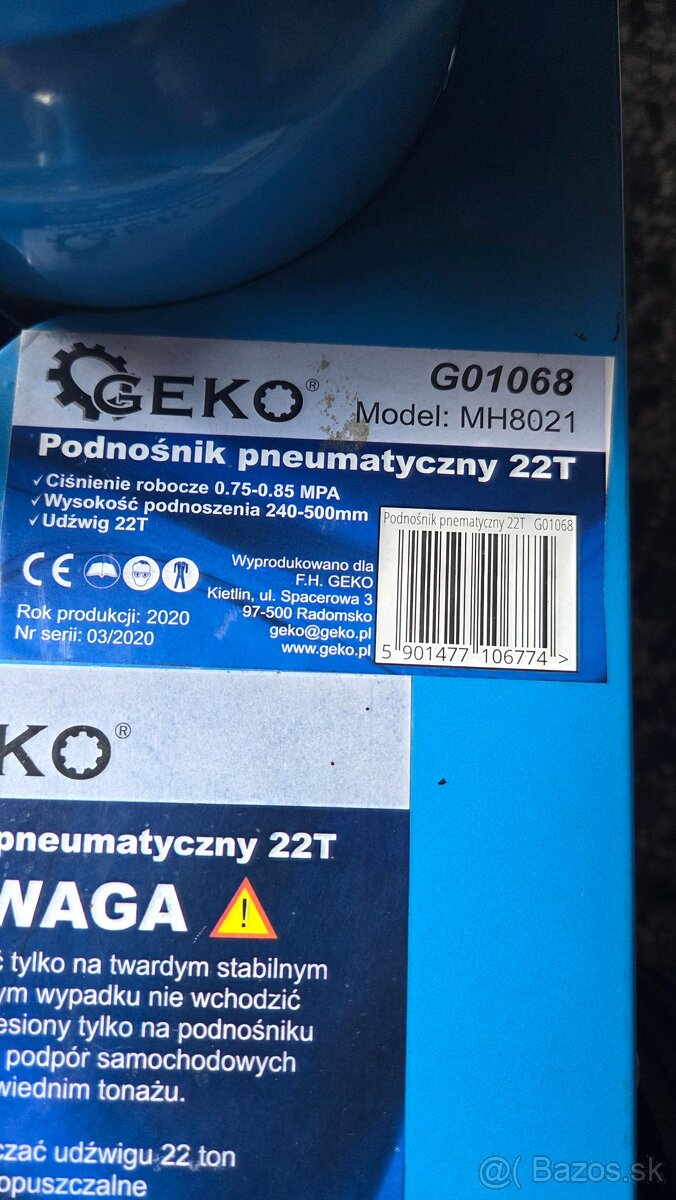 GEKO
GEKO® G01068
Model: MH8021
Podnośnik pneumatyczny 22T
✓Ciśnienie robocze 0.75-0.85 MPA
✓Wysokość podnoszenia 240-500mm
✓Udźwig 22T
Podnośnik pnematyczny 22T G01068
Wyprodukowano dla
F.H. GEKO
Kietlin, ul. Spacerowa 3
97-500 Radomsko
geko@geko.pl
www.geko.pl
CE
Rok produkcji: 2020
Nr serii: 03/2020
5 901477 106774 >
KO®
pneumatyczny 22T
WAGA
ć tylko na twardym stabilnym
ym wypadku nie wchodzić
esiony tylko na podnośniku
podpór samochodowych
wiednim tonażu.
czać udźwigu 22 ton
opuszczalne
@( Bazos.sk